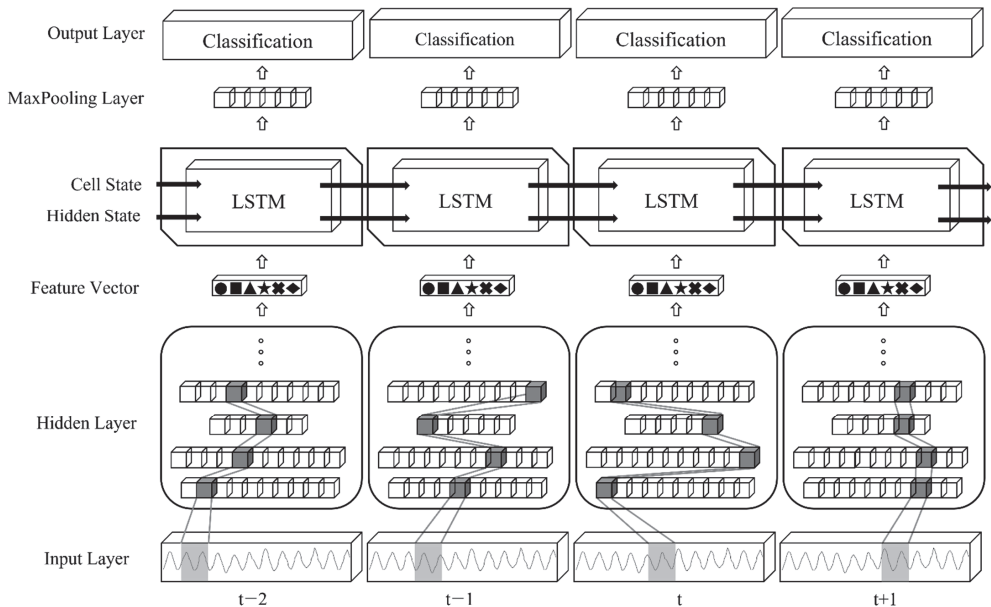 Output Layer Classification Classification Classification Classification
MaxPooling Layer
Cell State
Hidden State
LSTM LSTM LSTM LSTM
Feature Vector
Hidden Layer
Input Layer
t−2 t−1 t t+1